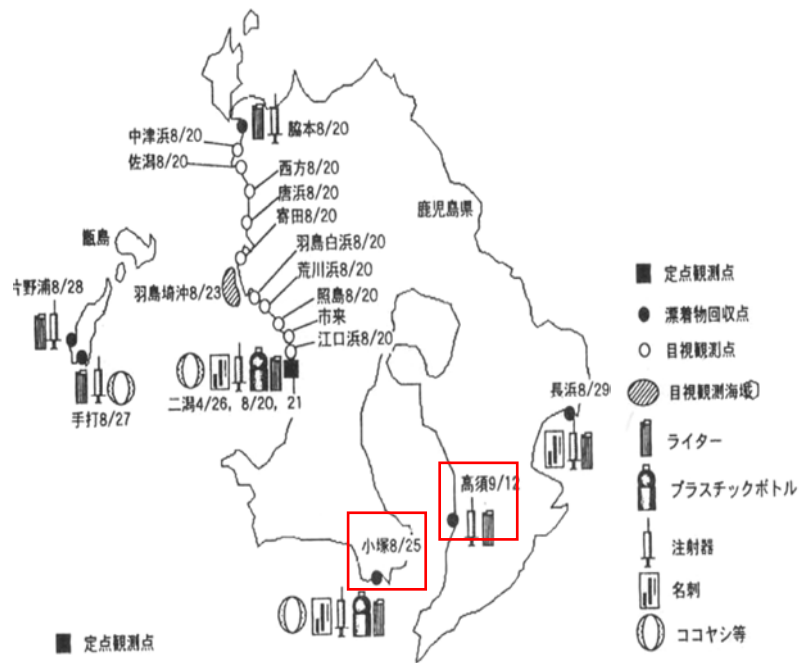 脇本8/20
中津浜8/20
佐潟8/20
西方8/20
唐浜8/20
寄田8/20
鹿児島県
甑島
羽島白浜8/20
片野浦8/28
羽島埼沖8/23
荒川浜8/20
照島8/20
市来
江口浜8/20
二潟4/26, 8/20, 21
手打8/27
長浜8/29
高須9/12
小塚8/25
定点観測点
定点観測点
漂着物回収点
目視観測点
目視観測海域
ライター
プラスチックボトル
注射器
名刺
ココヤシ等